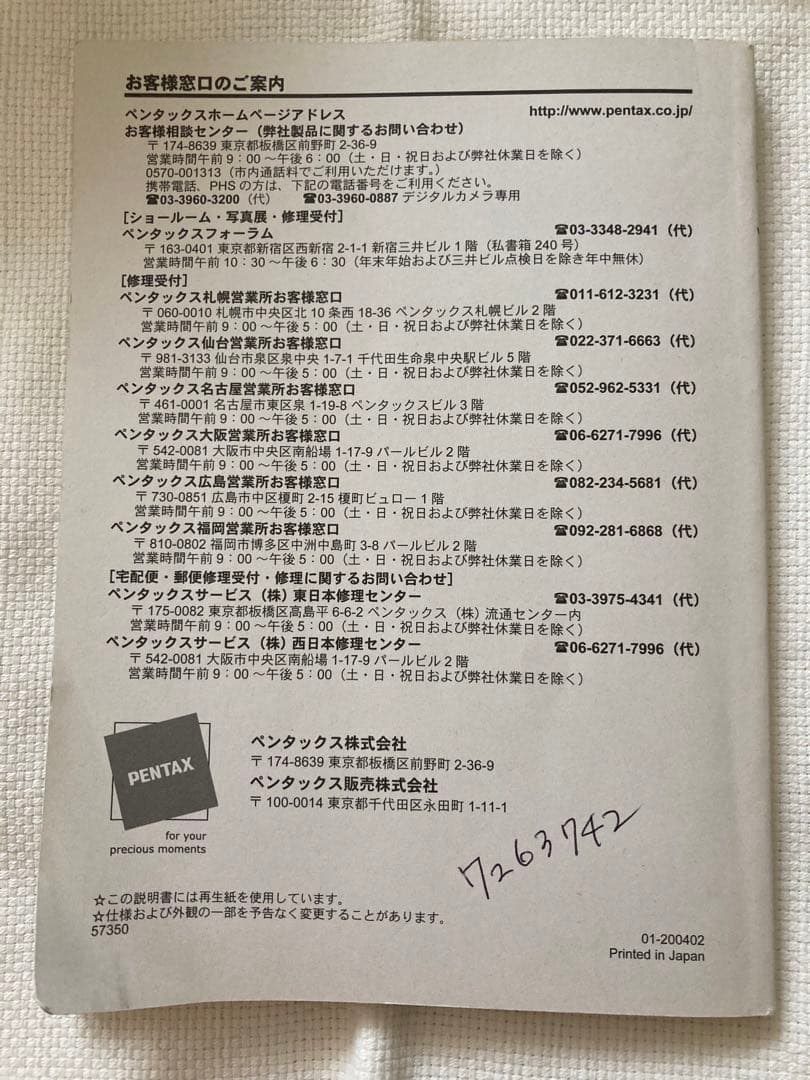 お客様窓口のご案内
ペンタックスホームページアドレス http://www.pentax.co.jp/
お客様相談センター（弊社製品に関するお問い合わせ）
〒174-8639 東京都板橋区前野町 2-36-9
営業時間午前 9：00 ～午後 6：00（土・日・祝日および弊社休業日を除く）
0570-001313（市内通話料でご利用いただけます。）
携帯電話、PHS の方は、下記の電話番号をご利用ください。
☎03-3960-3200（代） ☎03-3960-0887 デジタルカメラ専用
［ショールーム・写真展・修理受付］
ペンタックスフォーラム ☎03-3348-2941（代）
〒163-0401 東京都新宿区西新宿 2-1-1 新宿三井ビル 1 階（私書箱 240 号）
営業時間午前 10：30 ～午後 6：30（年末年始および三井ビル点検日を除き年中無休）
［修理受付］
ペンタックス札幌営業所お客様窓口 ☎011-612-3231（代）
〒060-0010 札幌市中央区北 10 条西 18-36 ペンタックス札幌ビル 2 階
営業時間午前 9：00 ～午後 5：00（土・日・祝日および弊社休業日を除く）
ペンタックス仙台営業所お客様窓口 ☎022-371-6663（代）
〒981-3133 仙台市泉区泉中央 1-7-1 千代田生命泉中央駅ビル 5 階
営業時間午前 9：00 ～午後 5：00（土・日・祝日および弊社休業日を除く）
ペンタックス名古屋営業所お客様窓口 ☎052-962-5331（代）
〒461-0001 名古屋市東区泉 1-19-8 ペンタックスビル 3 階
営業時間午前 9：00 ～午後 5：00（土・日・祝日および弊社休業日を除く）
ペンタックス大阪営業所お客様窓口 ☎06-6271-7996（代）
〒542-0081 大阪市中央区南船場 1-17-9 パールビル 2 階
営業時間午前 9：00 ～午後 5：00（土・日・祝日および弊社休業日を除く）
ペンタックス広島営業所お客様窓口 ☎082-234-5681（代）
〒730-0851 広島市中区榎町 2-15 榎町ビュロー 1 階
営業時間午前 9：00 ～午後 5：00（土・日・祝日および弊社休業日を除く）
ペンタックス福岡営業所お客様窓口 ☎092-281-6868（代）
〒810-0802 福岡市博多区中洲中島町 3-8 パールビル 2 階
営業時間午前 9：00 ～午後 5：00（土・日・祝日および弊社休業日を除く）
［宅配便・郵便修理受付・修理に関するお問い合わせ］
ペンタックスサービス（株）東日本修理センター ☎03-3975-4341（代）
〒175-0082 東京都板橋区高島平 6-6-2 ペンタックス（株）流通センター内
営業時間午前 9：00 ～午後 5：00（土・日・祝日および弊社休業日を除く）
ペンタックスサービス（株）西日本修理センター ☎06-6271-7996（代）
〒542-0081 大阪市中央区南船場 1-17-9 パールビル 2 階
営業時間午前 9：00 ～午後 5：00（土・日・祝日および弊社休業日を除く）
PENTAX
for your
precious moments
ペンタックス株式会社
〒174-8639 東京都板橋区前野町 2-36-9
ペンタックス販売株式会社
〒100-0014 東京都千代田区永田町 1-11-1
7263742
☆この説明書には再生紙を使用しています。
☆仕様および外観の一部を予告なく変更することがあります。
57350
01-200402
Printed in Japan